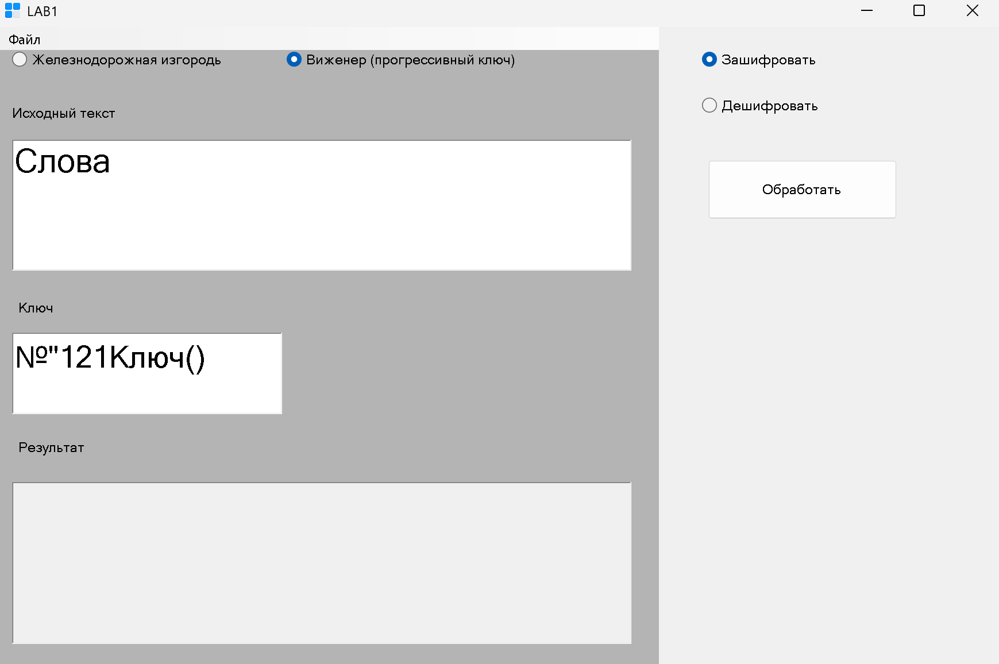 LAB1
Файл
Железнодорожная изгородь
Виженер (прогрессивный ключ)
Зашифровать
Дешифровать
Исходный текст
Слова
Обработать
Ключ
№"121Ключ()
Результат